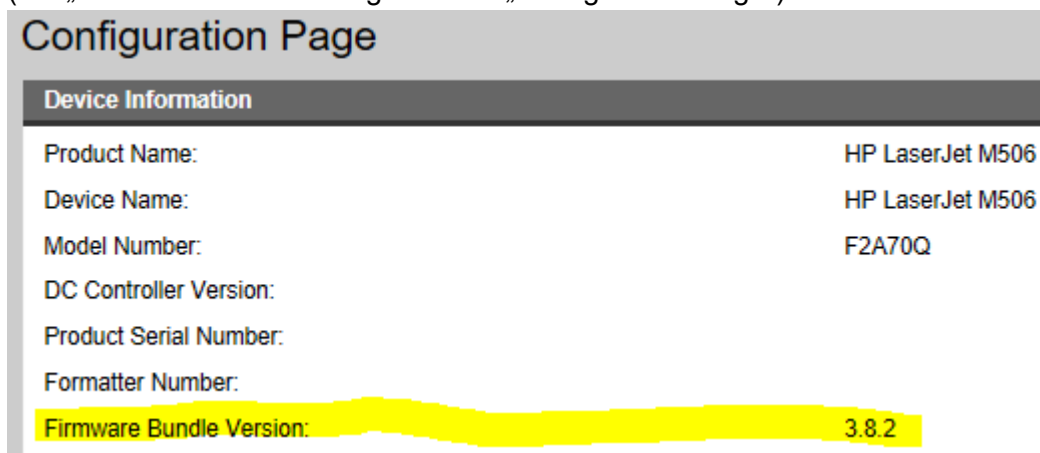 Configuration Page
Device Information
Product Name: HP LaserJet M506
Device Name: HP LaserJet M506
Model Number: F2A70Q
DC Controller Version:
Product Serial Number:
Formatter Number:
Firmware Bundle Version: 3.8.2